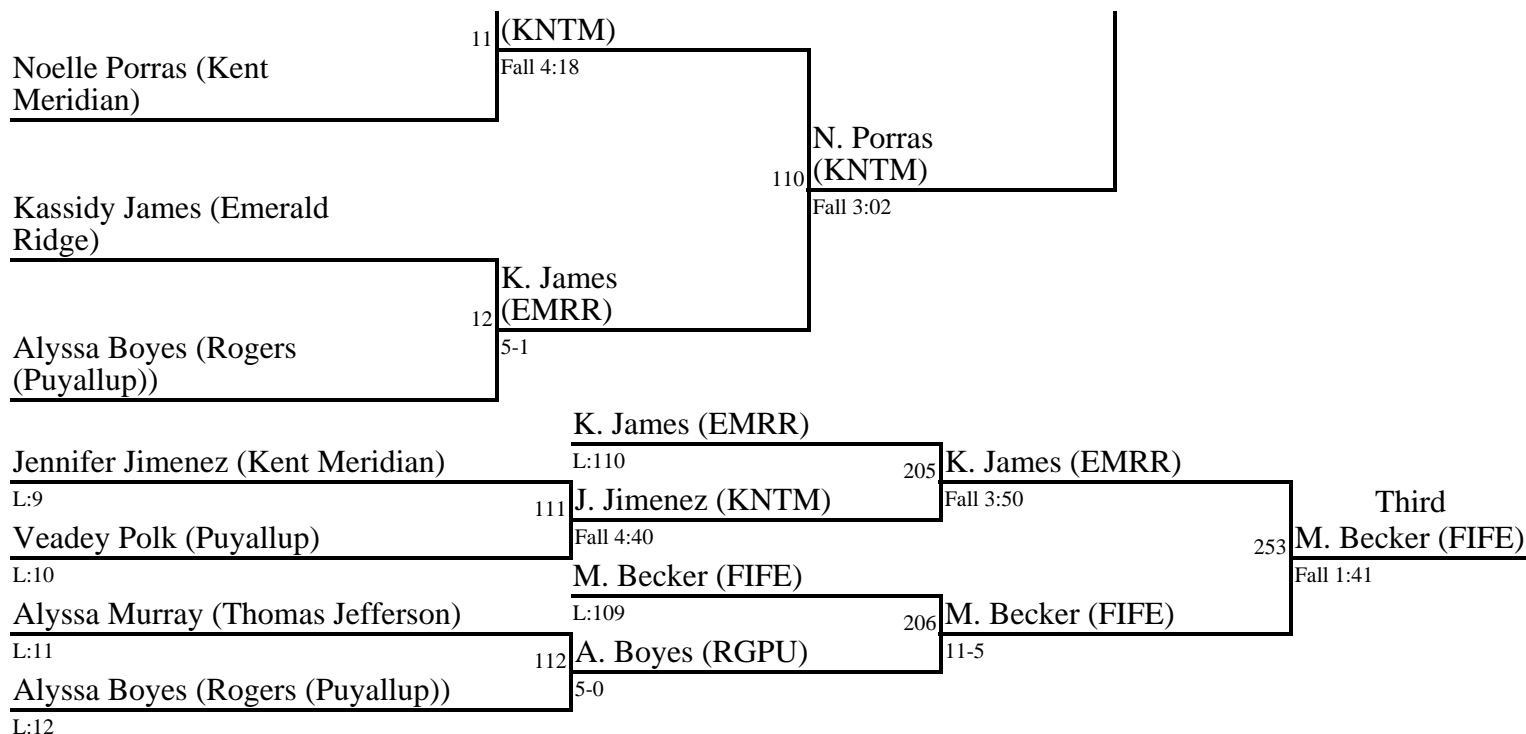 (KNTM)
11
Fall 4:18
Noelle Porras (Kent
Meridian)
N. Porras
(KNTM)
110
Fall 3:02
Kassidy James (Emerald
Ridge)
K. James
(EMRR)
12
5-1
Alyssa Boyes (Rogers
(Puyallup))
K. James (EMRR)
L:110
Jennifer Jimenez (Kent Meridian)
L:9
205
K. James (EMRR)
Fall 3:50
111
J. Jimenez (KNTM)
Fall 4:40
Veadey Polk (Puyallup)
L:10
Third
M. Becker (FIFE)
253
Fall 1:41
M. Becker (FIFE)
L:109
Alyssa Murray (Thomas Jefferson)
L:11
206
M. Becker (FIFE)
11-5
112
A. Boyes (RGPU)
5-0
Alyssa Boyes (Rogers (Puyallup))
L:12